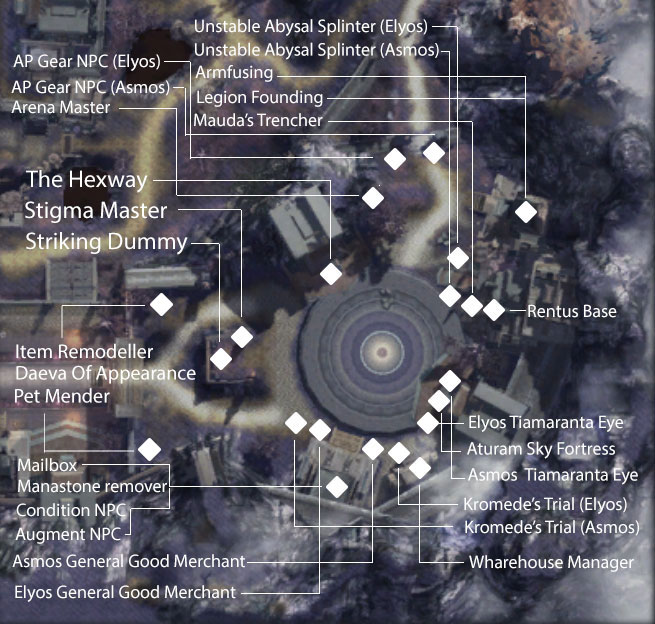 Unstable Abysal Splinter (Elyos)
Unstable Abysal Splinter (Asmos)
AP Gear NPC (Elyos)
Armfusing
AP Gear NPC (Asmos)
Legion Founding
Arena Master
Mauda's Trencher
The Hexway
Stigma Master
Striking Dummy
Rentus Base
Item Remodeller
Daeva Of Appearance
Pet Mender
Elyos Tiamaranta Eye
Aturam Sky Fortress
Mailbox
Asmos Tiamaranta Eye
Manastone remover
Kromede's Trial (Elyos)
Condition NPC
Kromede's Trial (Asmos)
Augment NPC
Asmos General Good Merchant
Wharehouse Manager
Elyos General Good Merchant